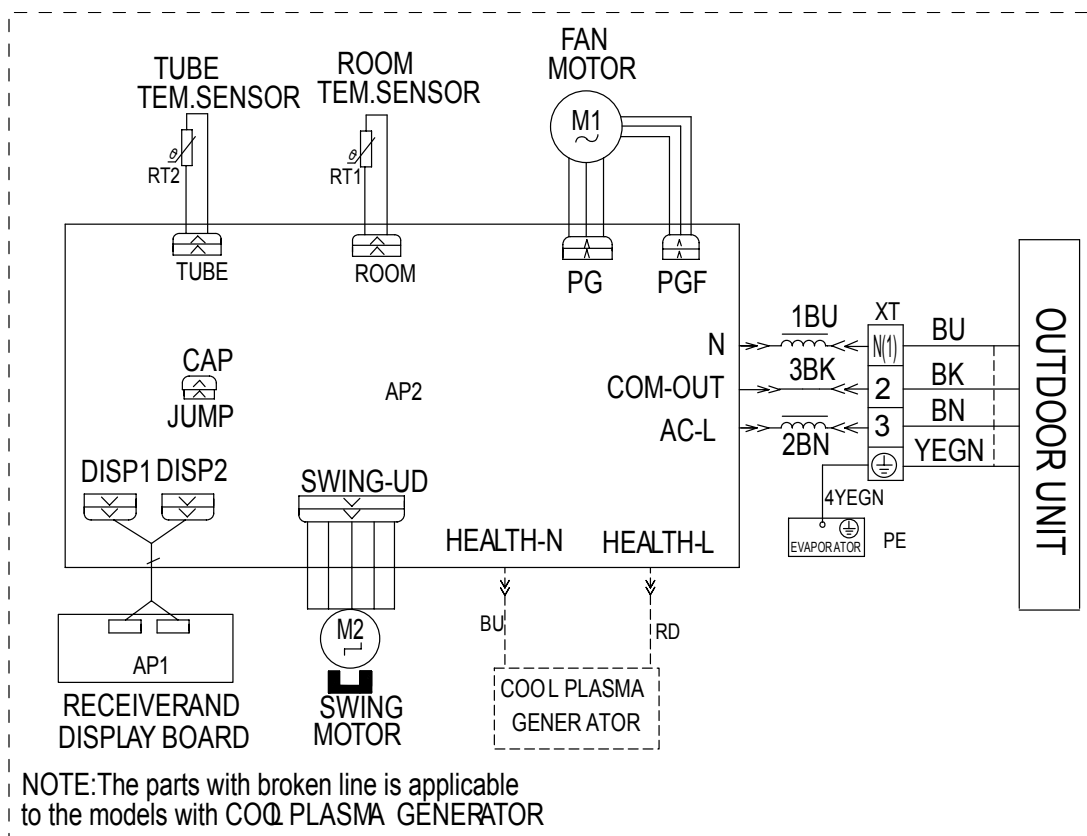 TUBE
TEM.SENSOR
ROOM
TEM.SENSOR
FAN
MOTOR
M1
θ
RT2
θ
RT1
TUBE
ROOM
PG
PGF
CAP
JUMP
AP2
N
COM-OUT
AC-L
1BU
3BK
2BN
XT
N(1)
2
3
BU
BK
BN
YEGN
4YEGN
EVAPORATOR
PE
OUTDOOR UNIT
DISP1
DISP2
SWING-UD
HEALTH-N
HEALTH-L
BU
RD
M2
AP1
COOL PLASMA
GENERATOR
RECEIVERAND
DISPLAY BOARD
SWING
MOTOR
NOTE:The parts with broken line is applicable
to the models with COOL PLASMA GENERATOR